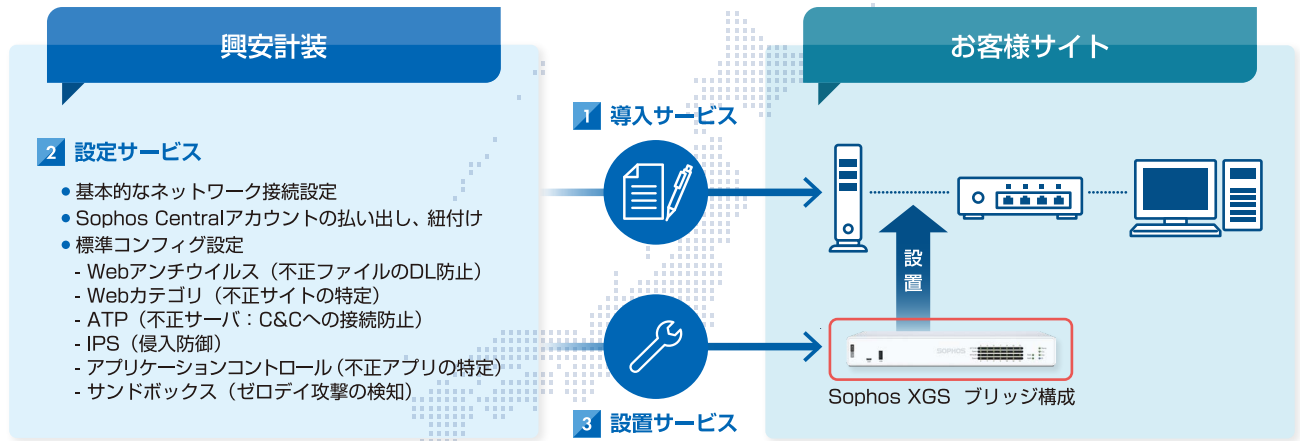 興安計装
お客様サイト
1 導入サービス
2 設定サービス
● 基本的なネットワーク接続設定
● Sophos Centralアカウントの払い出し、紐付け
● 標準コンフィグ設定
- Webアンチウイルス（不正ファイルのDL防止）
- Webカテゴリ（不正サイトの特定）
- ATP（不正サーバ：C&Cへの接続防止）
- IPS（侵入防御）
- アプリケーションコントロール（不正アプリの特定）
- サンドボックス（ゼロデイ攻撃の検知）
3 設置サービス
設置
SOPHOS
Sophos XGS ブリッジ構成